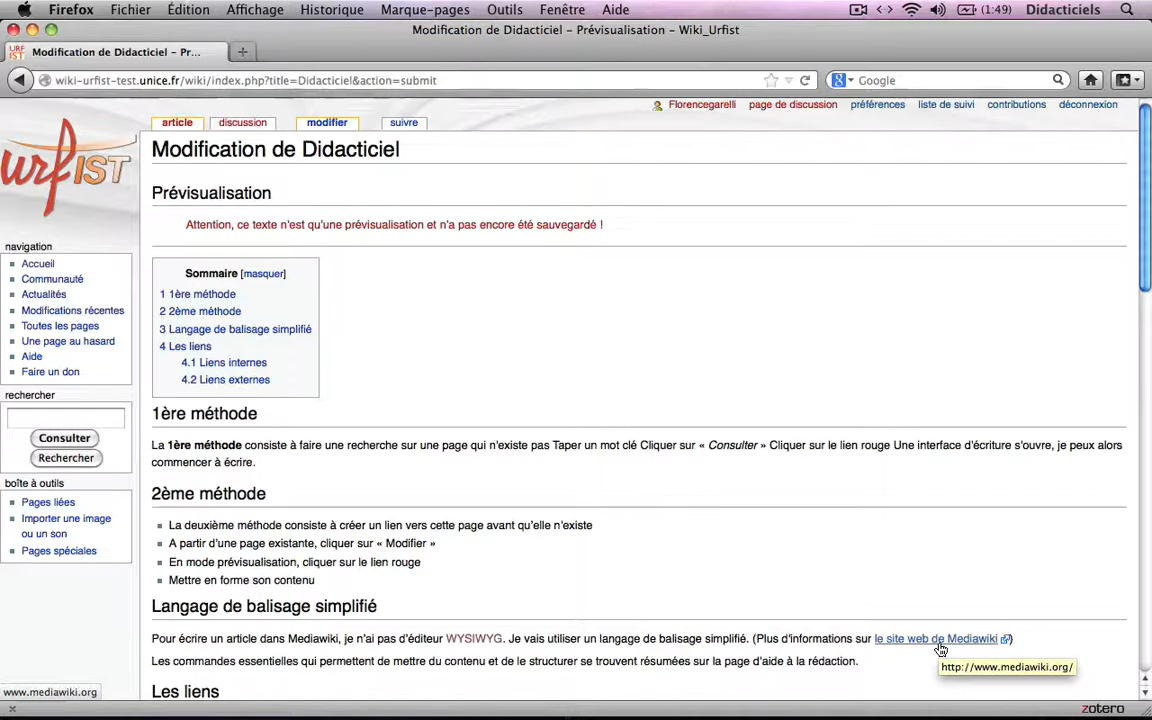 Firefox Fichier Édition Affichage Historique Marque-pages Outils Fenêtre Aide (1:49) Didacticiels
Modification de Didacticiel – Prévisualisation – Wiki_Urfist
URFIST Modification de Didacticiel – Pr...
wiki-urfist-test.unice.fr/wiki/index.php?title=Didacticiel&action=submit Google
Florencegarelli page de discussion préférences liste de suivi contributions déconnexion
article discussion modifier suivre
urfIST
Modification de Didacticiel
Prévisualisation
Attention, ce texte n'est qu'une prévisualisation et n'a pas encore été sauvegardé !
navigation
Accueil
Communauté
Actualités
Modifications récentes
Toutes les pages
Une page au hasard
Aide
Faire un don
rechercher
Consulter
Rechercher
boîte à outils
Pages liées
Importer une image
ou un son
Pages spéciales
Sommaire [masquer]
1 1ère méthode
2 2ème méthode
3 Langage de balisage simplifié
4 Les liens
4.1 Liens internes
4.2 Liens externes
1ère méthode
La 1ère méthode consiste à faire une recherche sur une page qui n'existe pas Taper un mot clé Cliquer sur « Consulter » Cliquer sur le lien rouge Une interface d'écriture s'ouvre, je peux alors
commencer à écrire.
2ème méthode
La deuxième méthode consiste à créer un lien vers cette page avant qu'elle n'existe
A partir d'une page existante, cliquer sur « Modifier »
En mode prévisualisation, cliquer sur le lien rouge
Mettre en forme son contenu
Langage de balisage simplifié
Pour écrire un article dans Mediawiki, je n'ai pas d'éditeur WYSIWYG. Je vais utiliser un langage de balisage simplifié. (Plus d'informations sur le site web de Mediawiki)
http://www.mediawiki.org/
Les commandes essentielles qui permettent de mettre du contenu et de le structurer se trouvent résumées sur la page d'aide à la rédaction.
Les liens
www.mediawiki.org
zotero